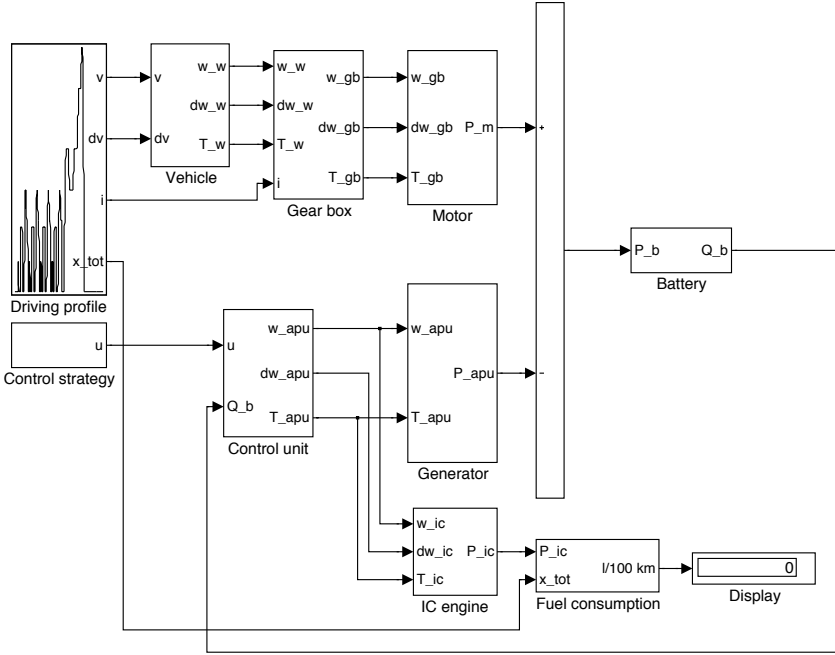 v
dv
i
x_tot
Driving profile
v
dv
w_w
dw_w
T_w
Vehicle
w_w
dw_w
T_w
i
w_gb
dw_gb
T_gb
Gear box
w_gb
dw_gb
T_gb
P_m
Motor
+
-
P_b
Q_b
Battery
u
Control strategy
u
Q_b
w_apu
dw_apu
T_apu
Control unit
w_apu
T_apu
P_apu
Generator
w_ic
dw_ic
T_ic
P_ic
IC engine
P_ic
x_tot
l/100 km
Fuel consumption
0
Display